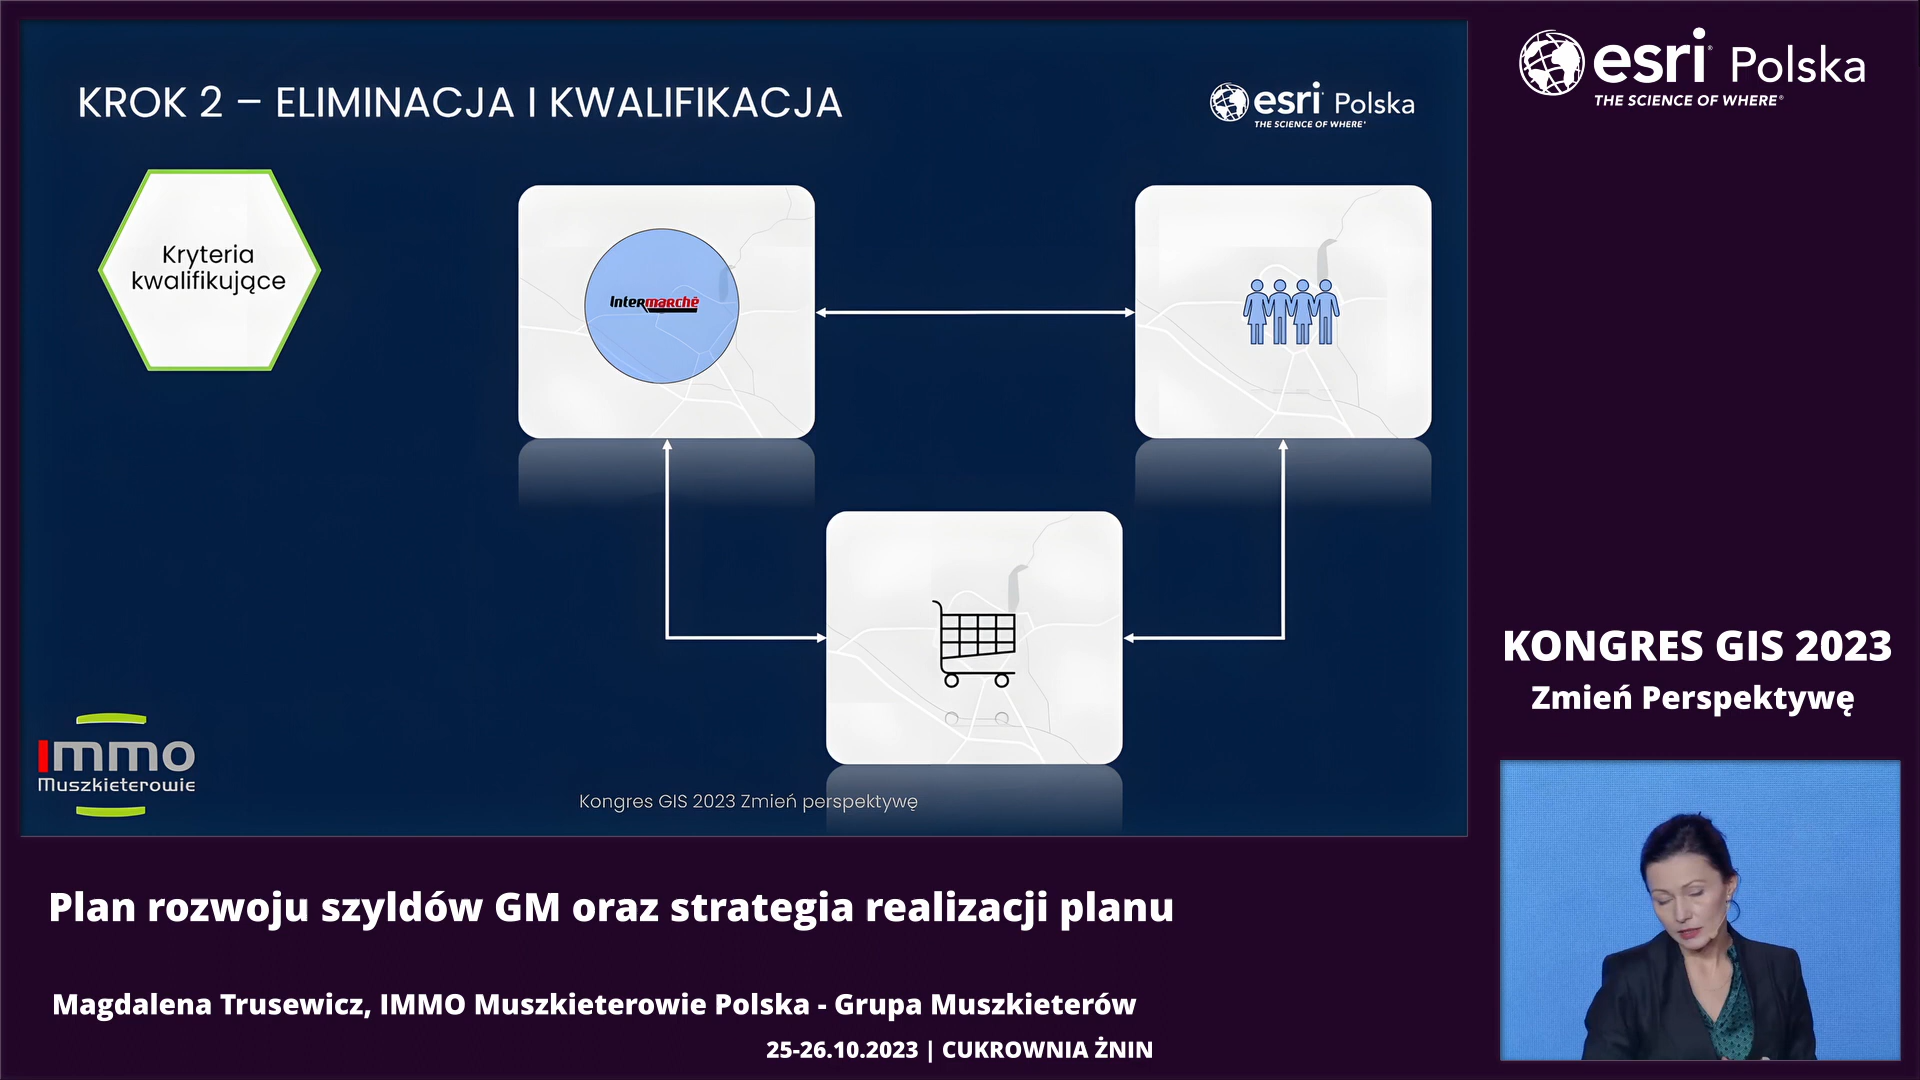 KROK 2 – ELIMINACJA I KWALIFIKACJA
esri Polska
THE SCIENCE OF WHERE®
esri® Polska
THE SCIENCE OF WHERE®
Kryteria
kwalifikujące
Intermarchē
KONGRES GIS 2023
Zmień Perspektywę
Immo
Muszkieterowie
Kongres GIS 2023 Zmień perspektywę
Plan rozwoju szyldów GM oraz strategia realizacji planu
Magdalena Trusewicz, IMMO Muszkieterowie Polska - Grupa Muszkieterów
25-26.10.2023 | CUKROWNIA ŻNIN